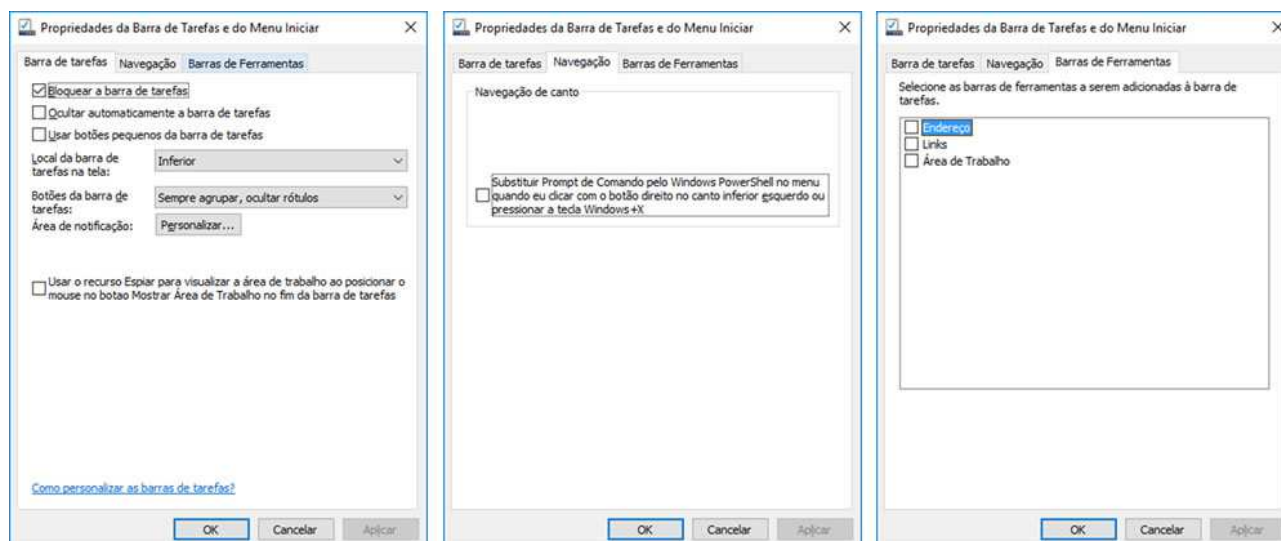 Propriedades da Barra de Tarefas e do Menu Iniciar
Barra de tarefas Navegação Barras de Ferramentas
Bloquear a barra de tarefas
Ocultar automaticamente a barra de tarefas
Usar botões pequenos da barra de tarefas
Local da barra de
tarefas na tela:
Inferior
Botões da barra de
tarefas:
Sempre agrupar, ocultar rótulos
Área de notificação:
Personalizar...
Usar o recurso Espiar para visualizar a área de trabalho ao posicionar o
mouse no botao Mostrar Área de Trabalho no fim da barra de tarefas
Como personalizar as barras de tarefas?
OK Cancelar Aplicar
Propriedades da Barra de Tarefas e do Menu Iniciar
Barra de tarefas Navegação Barras de Ferramentas
Navegação de canto
Substituir Prompt de Comando pelo Windows PowerShell no menu
quando eu clicar com o botão direito no canto inferior esquerdo ou
pressionar a tecla Windows+X
OK Cancelar Aplicar
Propriedades da Barra de Tarefas e do Menu Iniciar
Barra de tarefas Navegação Barras de Ferramentas
Selecione as barras de ferramentas a serem adicionadas à barra de
tarefas.
Endereço
Links
Área de Trabalho
OK Cancelar Aplicar